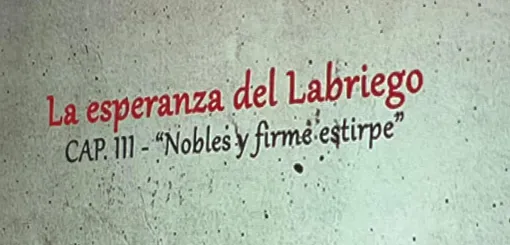 La esperanza del Labriego
CAP. III - “Nobles y firme estirpe”